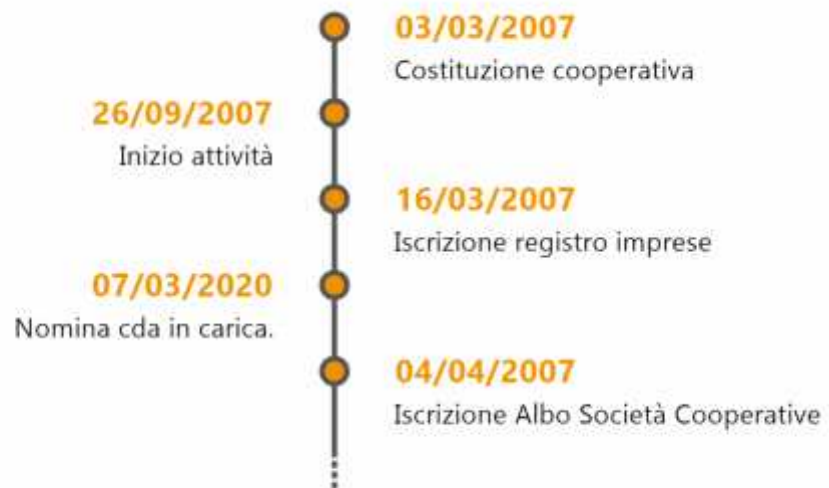 03/03/2007
Costituzione cooperativa
26/09/2007
Inizio attività
16/03/2007
Iscrizione registro imprese
07/03/2020
Nomina cda in carica.
04/04/2007
Iscrizione Albo Società Cooperative